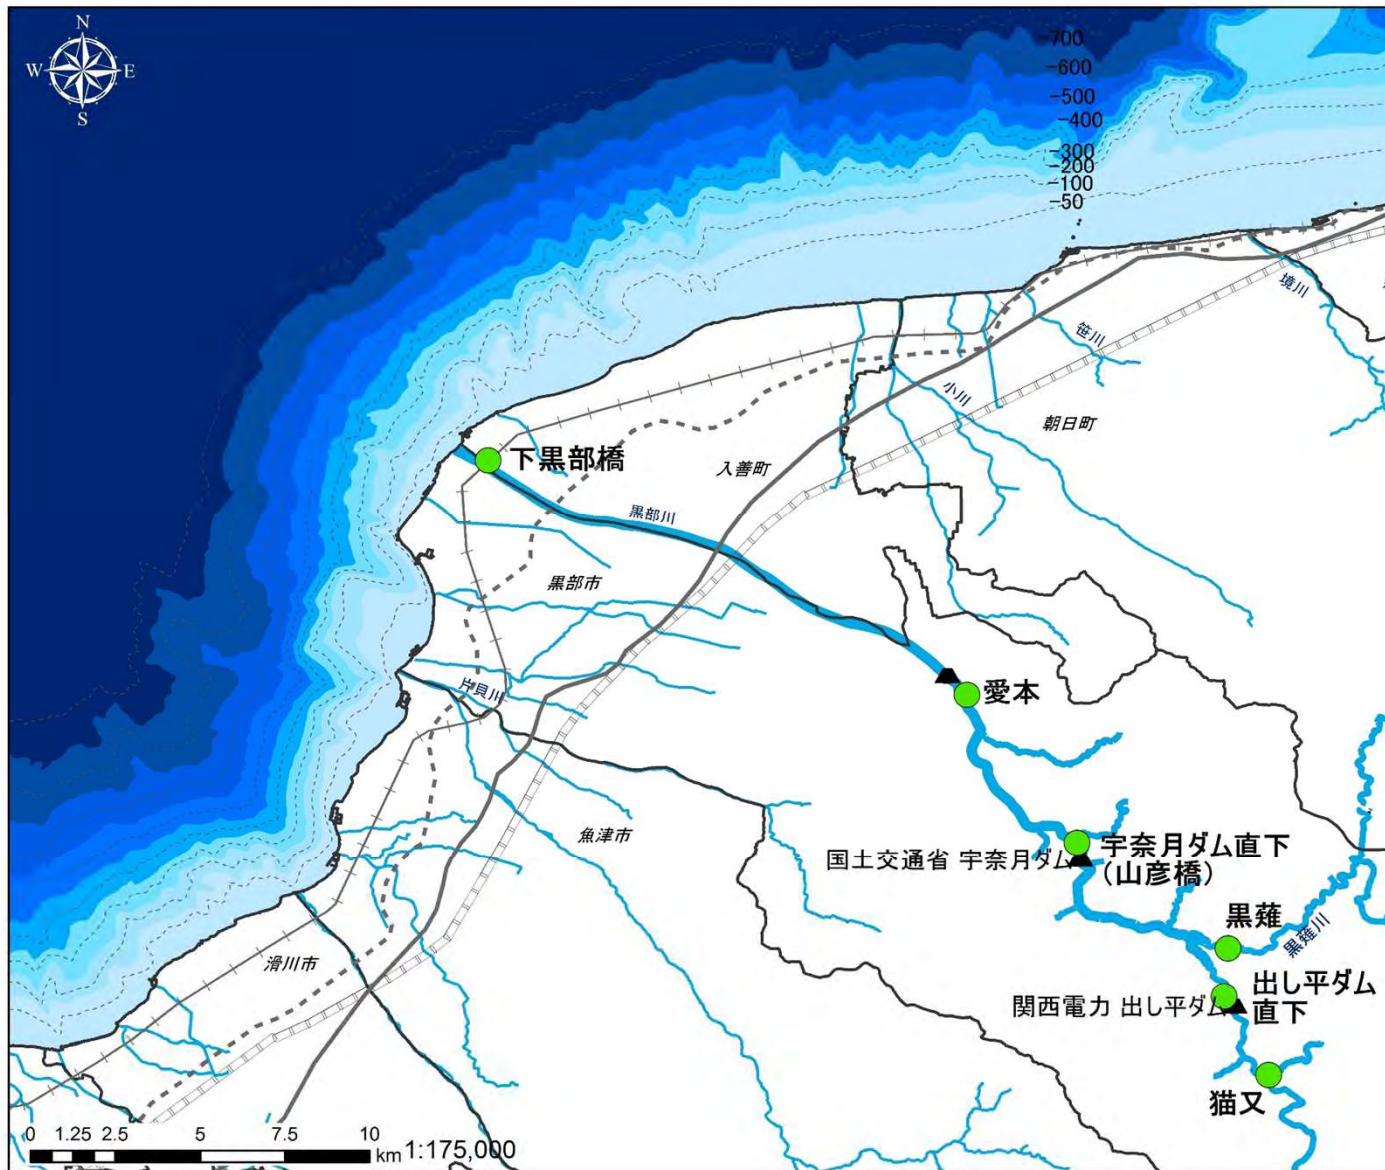 N
W
E
S
-700
-600
-500
-400
-300
-200
-100
-50
境川
笹川
小川
朝日町
下黒部橋
入善町
黒部川
黒部市
愛本
片貝川
魚津市
国土交通省 宇奈月ダム
宇奈月ダム直下
(山彦橋)
黒薙
黒薙川
滑川市
関西電力 出し平ダム
出し平ダム
直下
猫又
0 1.25 2.5 5 7.5 10
km
1:175,000